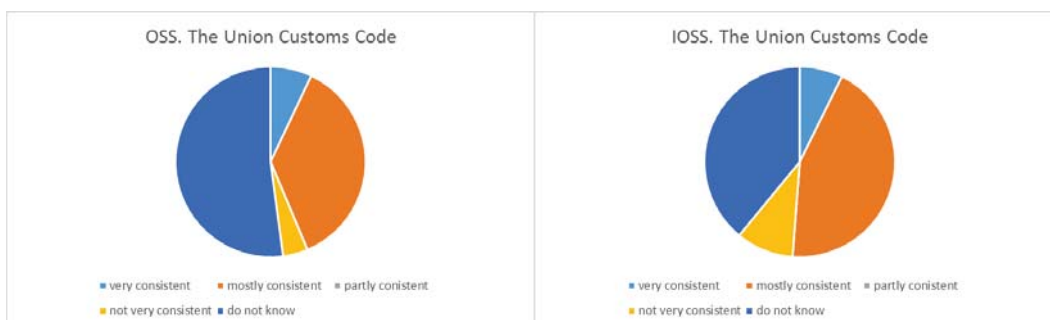 OSS. The Union Customs Code
very consistent mostly consistent partly conistent
not very consistent do not know
IOSS. The Union Customs Code
very consistent mostly consistent partly conistent
not very consistent do not know